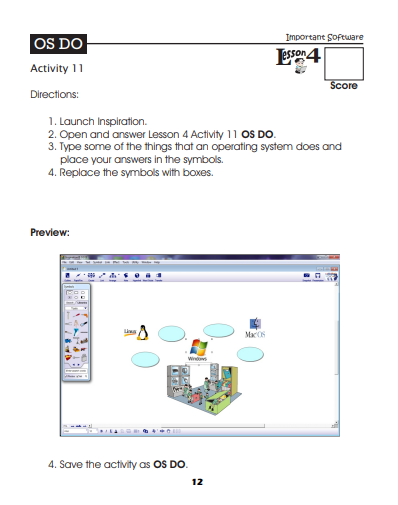 Important Software
OS DO
Lesson 4
Activity 11
Score
Directions:
1. Launch Inspiration.
2. Open and answer Lesson 4 Activity 11 OS DO.
3. Type some of the things that an operating system does and
place your answers in the symbols.
4. Replace the symbols with boxes.
Preview:
Linux
Mac OS
Windows
4. Save the activity as OS DO.
12